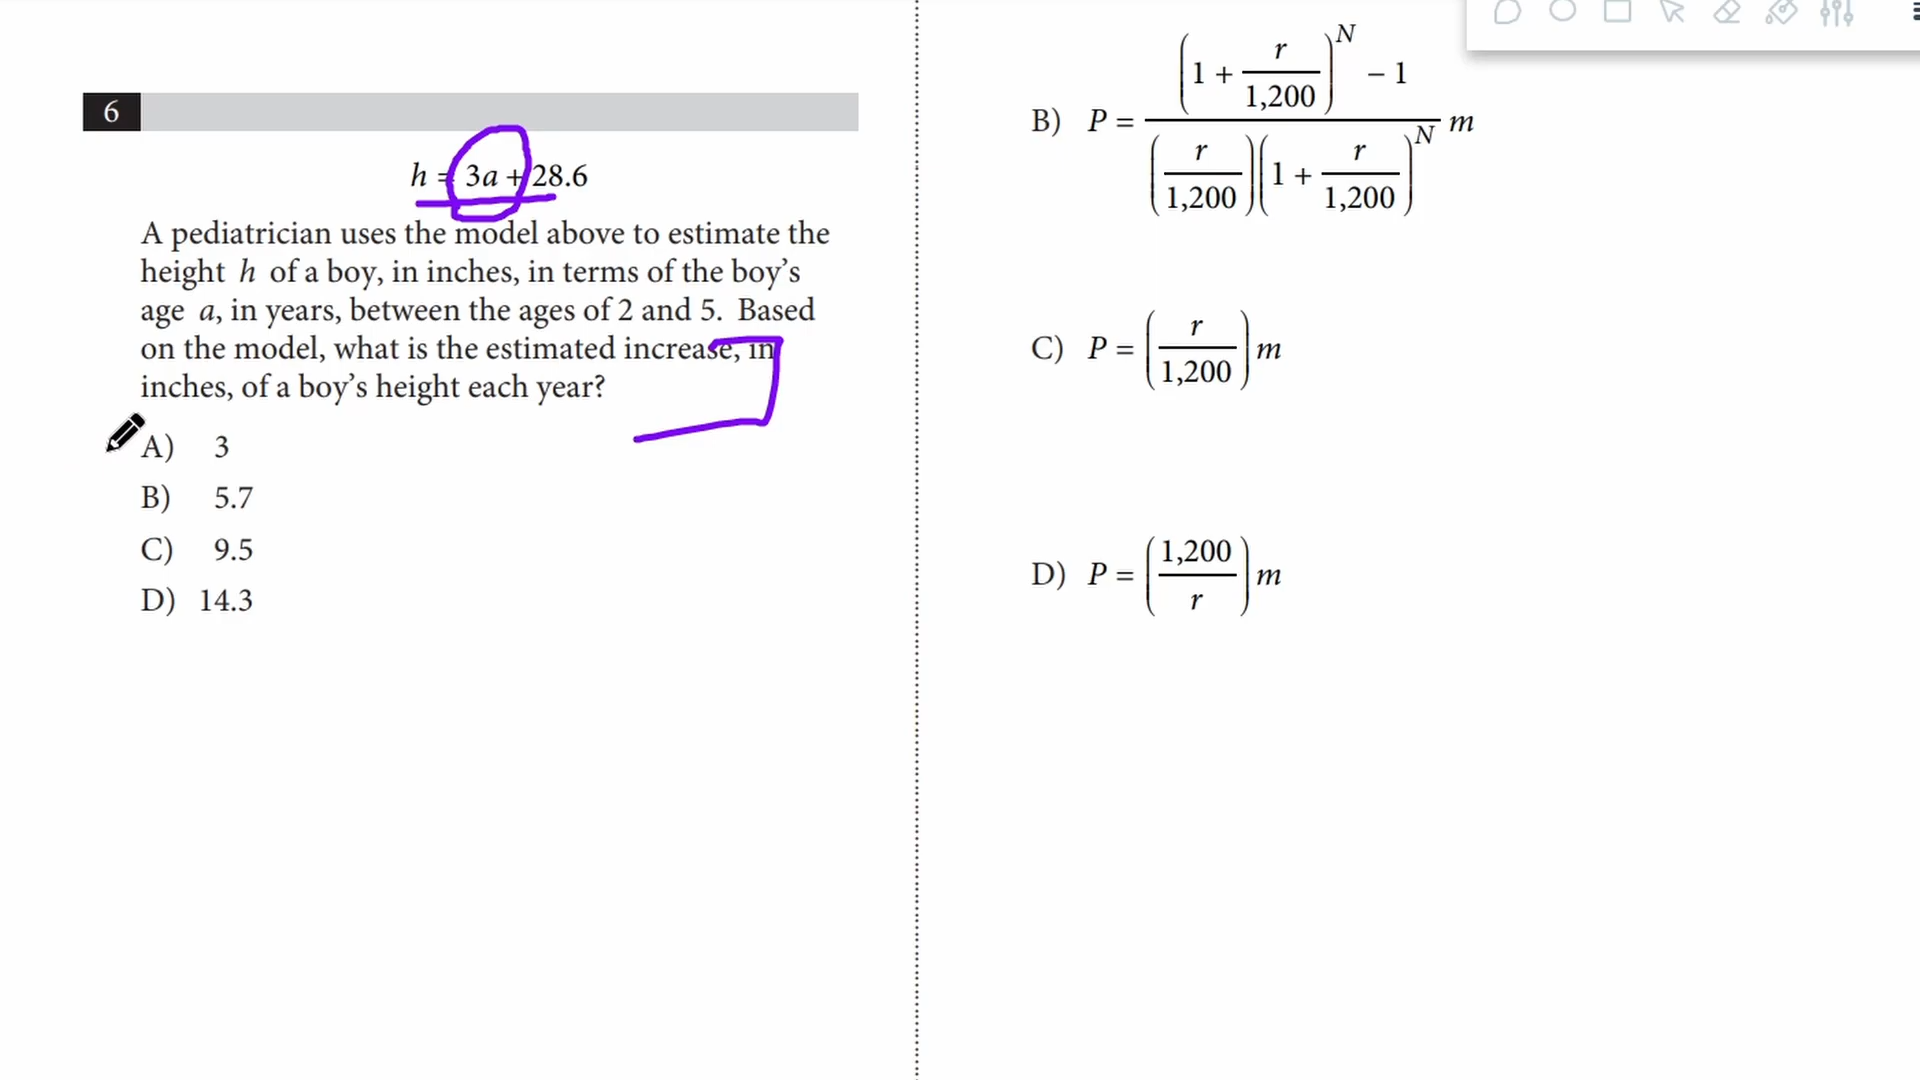 6
h = 3a + 28.6
A pediatrician uses the model above to estimate the
height h of a boy, in inches, in terms of the boy’s
age a, in years, between the ages of 2 and 5. Based
on the model, what is the estimated increase, in
inches, of a boy’s height each year?
A) 3
B) 5.7
C) 9.5
D) 14.3
B) P = ((1 + r/1,200)^N − 1) / ((r/1,200)(1 + r/1,200)^N) m
C) P = (r/1,200) m
D) P = (1,200/r) m